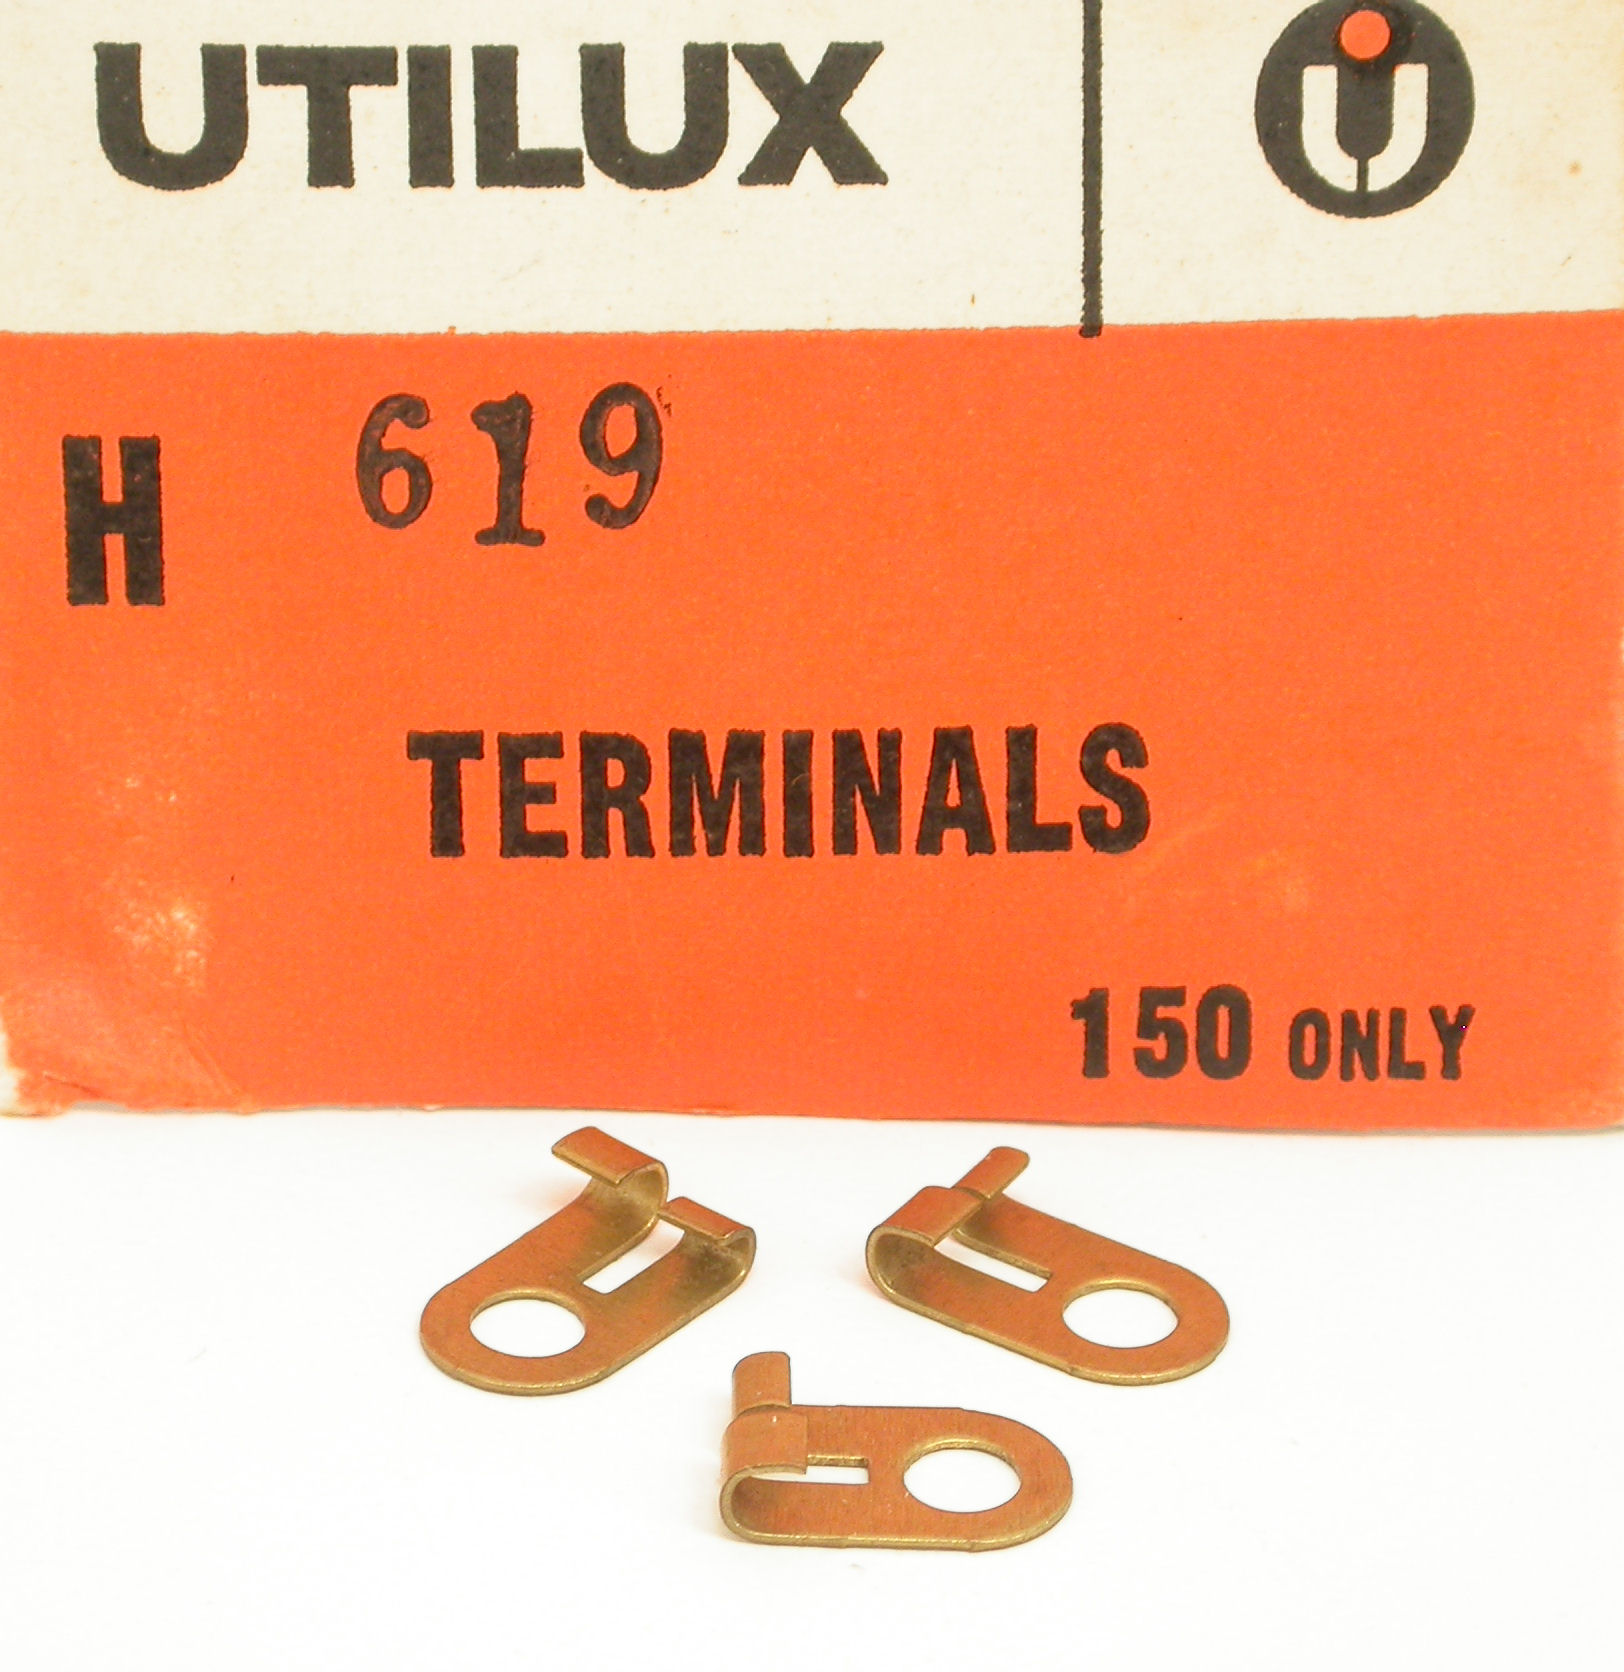 UTILUX
H 619
TERMINALS
150 ONLY